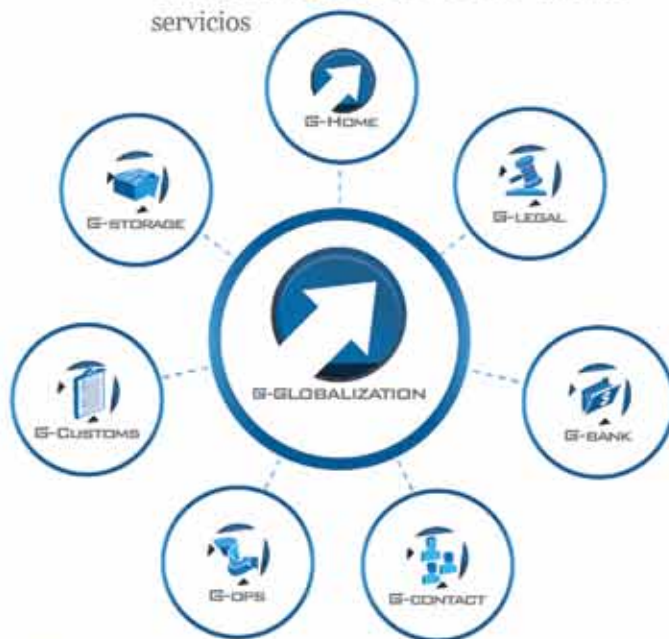 servicios
G-HOME
G-STORAGE
G-LEGAL
G-GLOBALIZATION
G-CUSTOMS
G-BANK
G-OPS
G-CONTACT